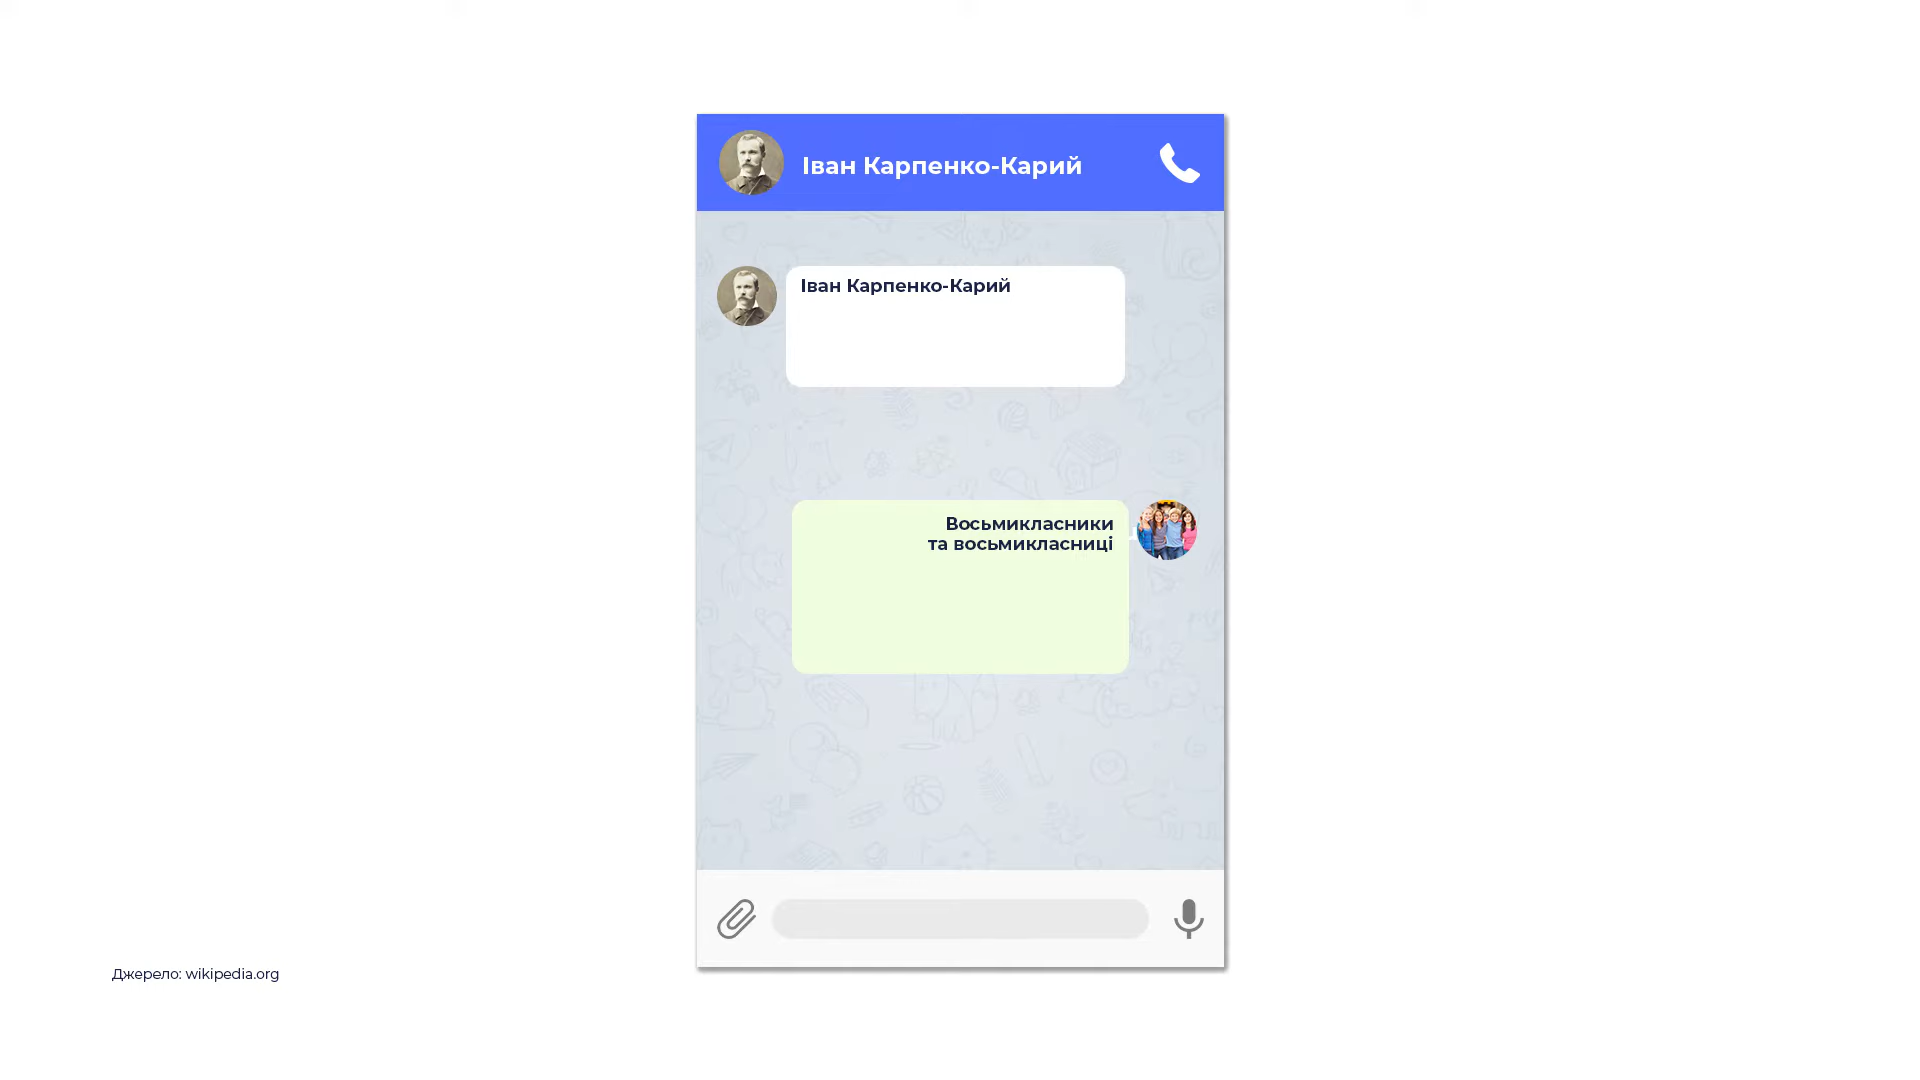 Іван Карпенко-Карий
Іван Карпенко-Карий
Восьмикласники
та восьмикласниці
Джерело: wikipedia.org